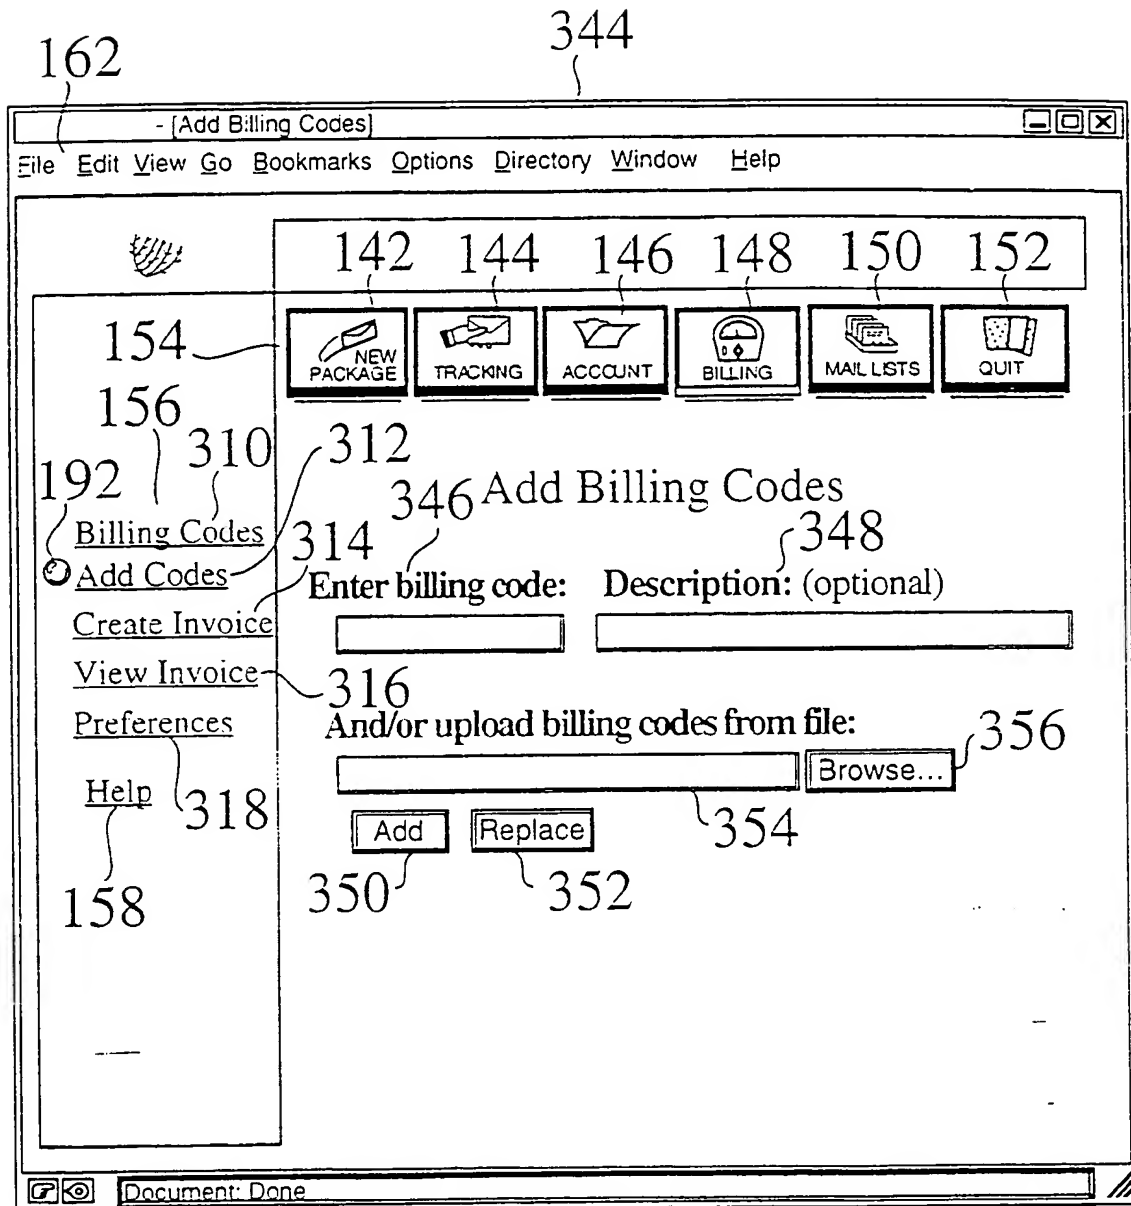 344
162
- [Add Billing Codes]
File Edit View Go Bookmarks Options Directory Window Help
142 144 146 148 150 152
154
NEW PACKAGE TRACKING ACCOUNT BILLING MAIL LISTS QUIT
156
310
312
192
346 Add Billing Codes
Billing Codes
314
348
Add Codes
Enter billing code: Description: (optional)
Create Invoice
View Invoice
316
Preferences
And/or upload billing codes from file:
356
Browse...
Help
318
354
Add Replace
158
350 352
Document: Done